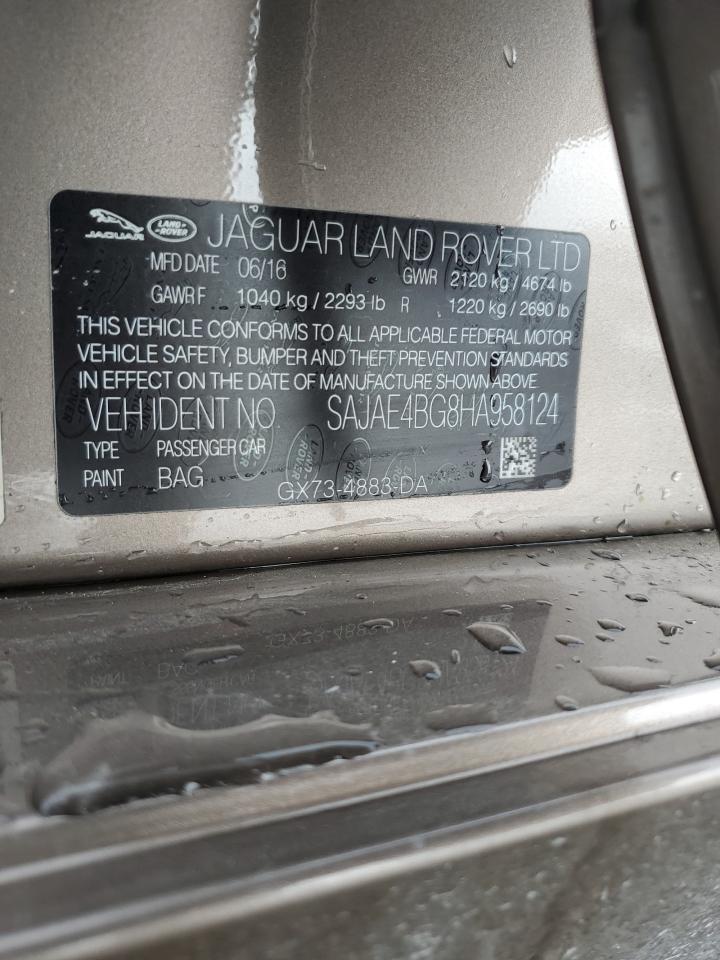 JAGUAR LAND-ROVER JAGUAR LAND ROVER LTD
MFD DATE 06/16 GWWR 2120 kg / 4674 lb
GAWR F 1040 kg / 2293 lb R 1220 kg / 2690 lb
THIS VEHICLE CONFORMS TO ALL APPLICABLE FEDERAL MOTOR
VEHICLE SAFETY, BUMPER AND THEFT PREVENTION STANDARDS
IN EFFECT ON THE DATE OF MANUFACTURE SHOWN ABOVE.
VEH IDENT NO. SAJAE4BG8HA958124
TYPE PASSENGER CAR
PAINT BAG
GX73-4883-DA